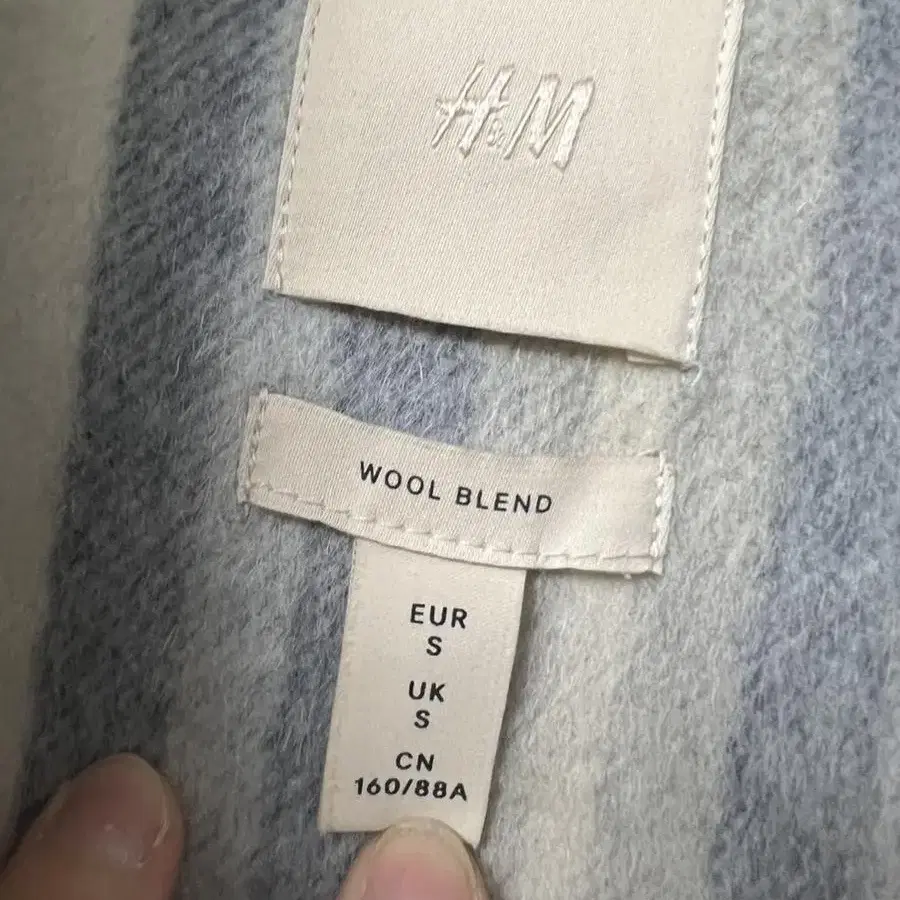 H&M
WOOL BLEND
EUR
S
UK
S
CN
160/88A